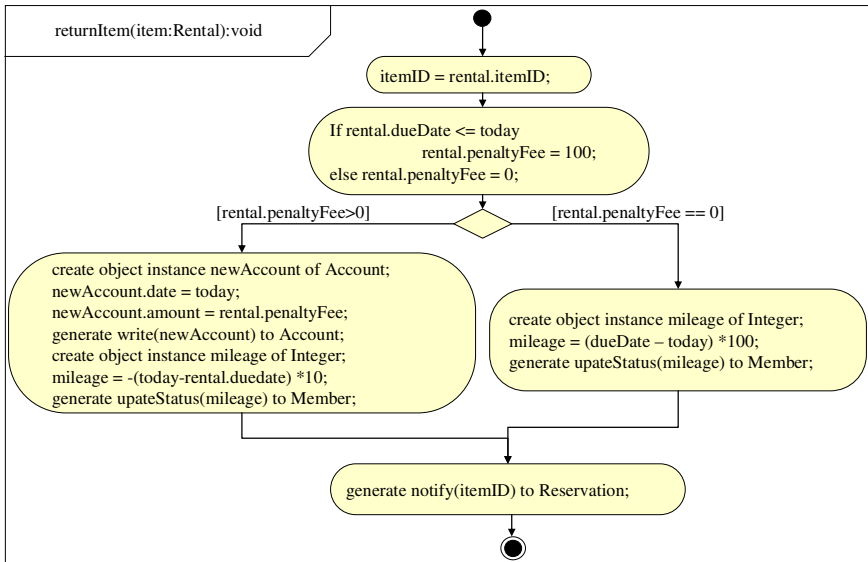 returnItem(item:Rental):void
itemID = rental.itemID;
If rental.dueDate <= today
rental.penaltyFee = 100;
else rental.penaltyFee = 0;
[rental.penaltyFee>0]
[rental.penaltyFee == 0]
create object instance newAccount of Account;
newAccount.date = today;
newAccount.amount = rental.penaltyFee;
generate write(newAccount) to Account;
create object instance mileage of Integer;
mileage = -(today-rental.duedate) *10;
generate upateStatus(mileage) to Member;
create object instance mileage of Integer;
mileage = (dueDate – today) *100;
generate upateStatus(mileage) to Member;
generate notify(itemID) to Reservation;